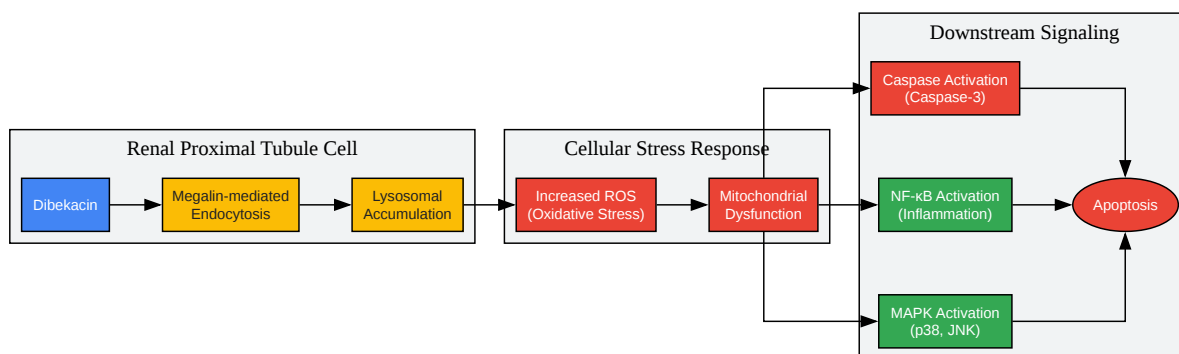 Downstream Signaling
Caspase Activation
(Caspase-3)
Renal Proximal Tubule Cell
Cellular Stress Response
Dibekacin
Megalin-mediated
Endocytosis
Lysosomal
Accumulation
Increased ROS
(Oxidative Stress)
Mitochondrial
Dysfunction
NF-κB Activation
(Inflammation)
Apoptosis
MAPK Activation
(p38, JNK)